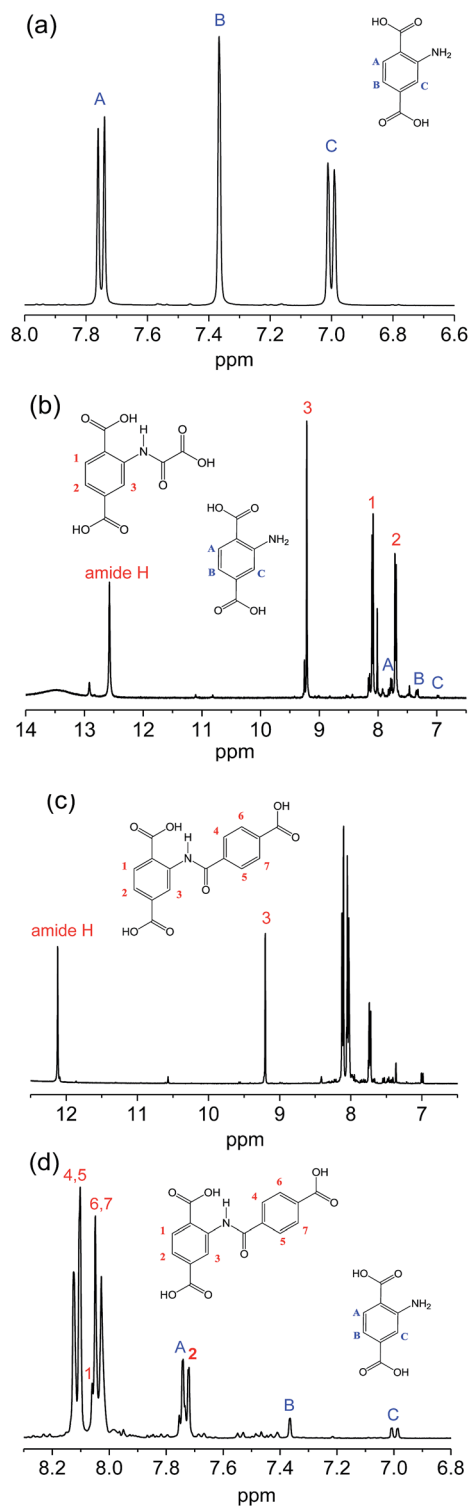 (a)
B
HO
O
A
NH₂
A
B
C
O
OH
C
8.0 7.8 7.6 7.4 7.2 7.0 6.8 6.6
ppm
(b)
3
O
OH
H
O
N
OH
1
2
3
O
HO
O
1
HO
O
2
NH₂
A
B
C
O
OH
amide H
A
B
C
14 13 12 11 10 9 8 7
ppm
(c)
OH
O
OH
H
6
O
4
N
1
7
2
3
O
5
HO
O
amide H
3
12 11 10 9 8 7
ppm
(d)
4,5
OH
O
OH
H
6
O
6,7
4
N
1
7
2
3
O
5
HO
O
HO
O
A
2
NH₂
1
A
B
C
B
O
OH
C
8.2 8.0 7.8 7.6 7.4 7.2 7.0 6.8
ppm